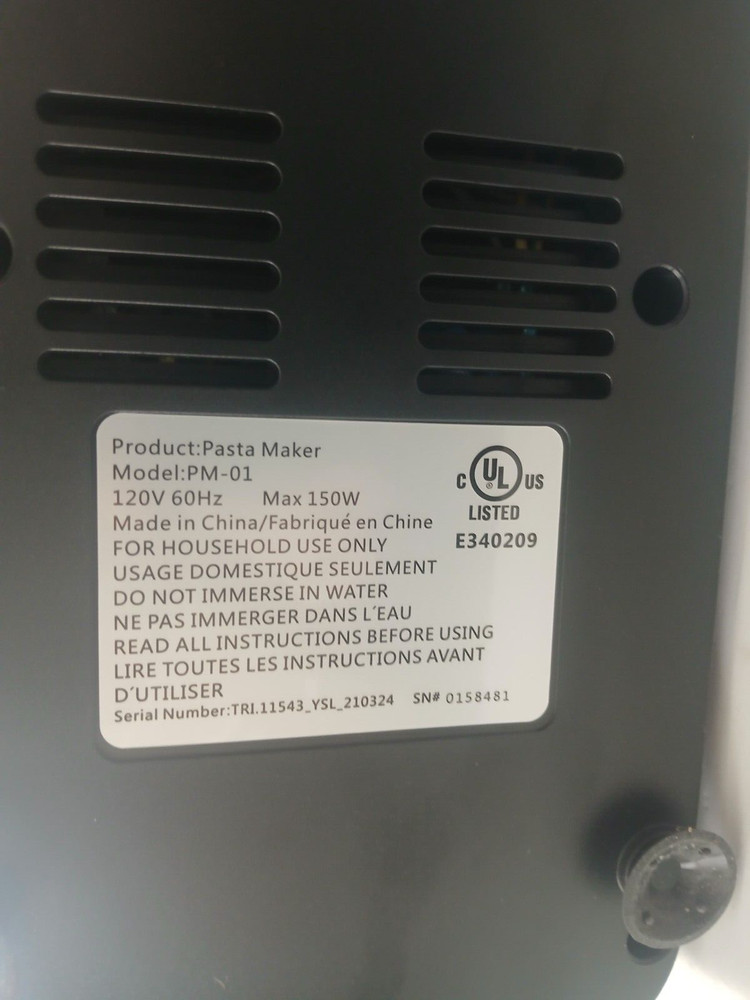 Product:Pasta Maker
Model:PM-01
120V 60Hz Max 150W
Made in China/Fabriqué en Chine
FOR HOUSEHOLD USE ONLY
USAGE DOMESTIQUE SEULEMENT
DO NOT IMMERSE IN WATER
NE PAS IMMERGER DANS L'EAU
READ ALL INSTRUCTIONS BEFORE USING
LIRE TOUTES LES INSTRUCTIONS AVANT
D'UTILISER
Serial Number:TRI.11543_YSL_210324 SN# 0158481
C UL ® US
LISTED
E340209